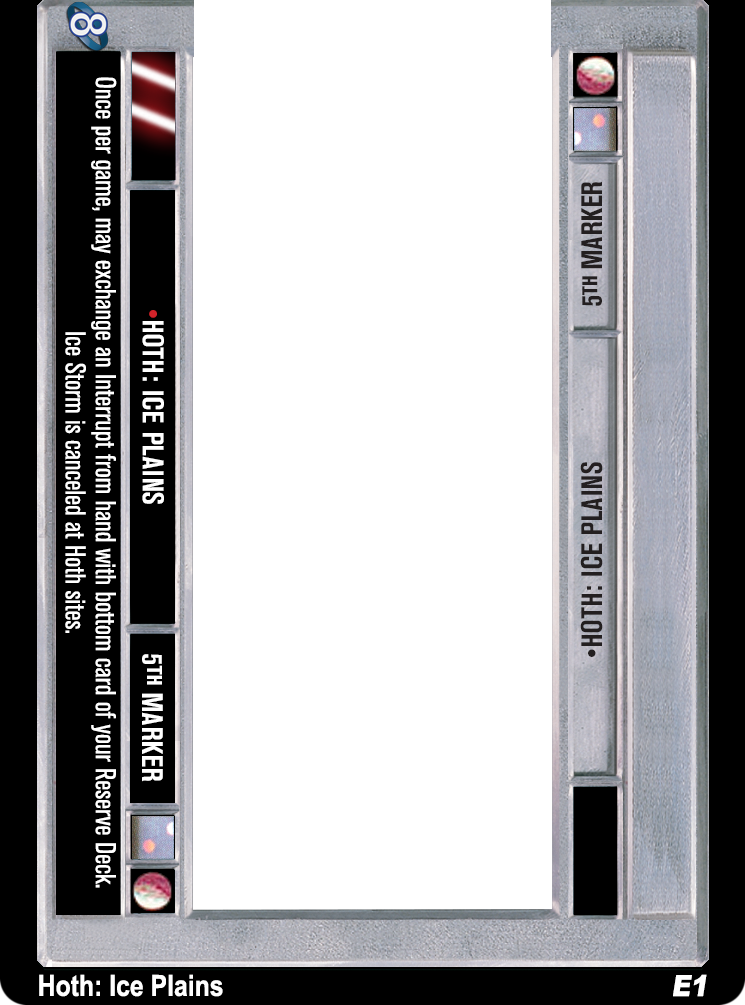 Once per game, may exchange an Interrupt from hand with bottom card of your Reserve Deck.
Ice Storm is canceled at Hoth sites.
•HOTH: ICE PLAINS
5TH MARKER
5TH MARKER
•HOTH: ICE PLAINS
Hoth: Ice Plains
E1